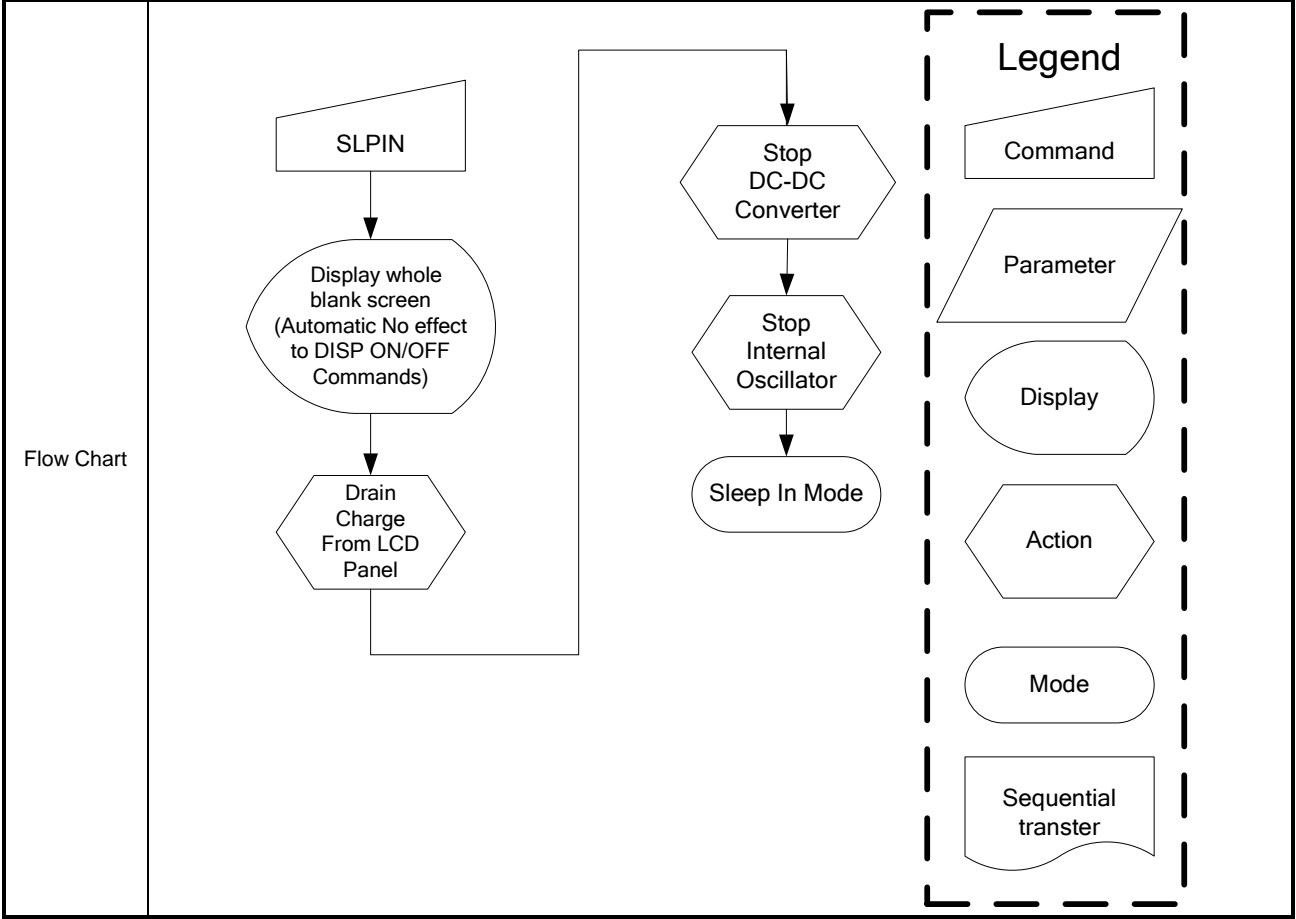 Flow Chart
SLPIN
Display whole
blank screen
(Automatic No effect
to DISP ON/OFF
Commands)
Drain
Charge
From LCD
Panel
Stop
DC-DC
Converter
Stop
Internal
Oscillator
Sleep In Mode
Legend
Command
Parameter
Display
Action
Mode
Sequential
transter